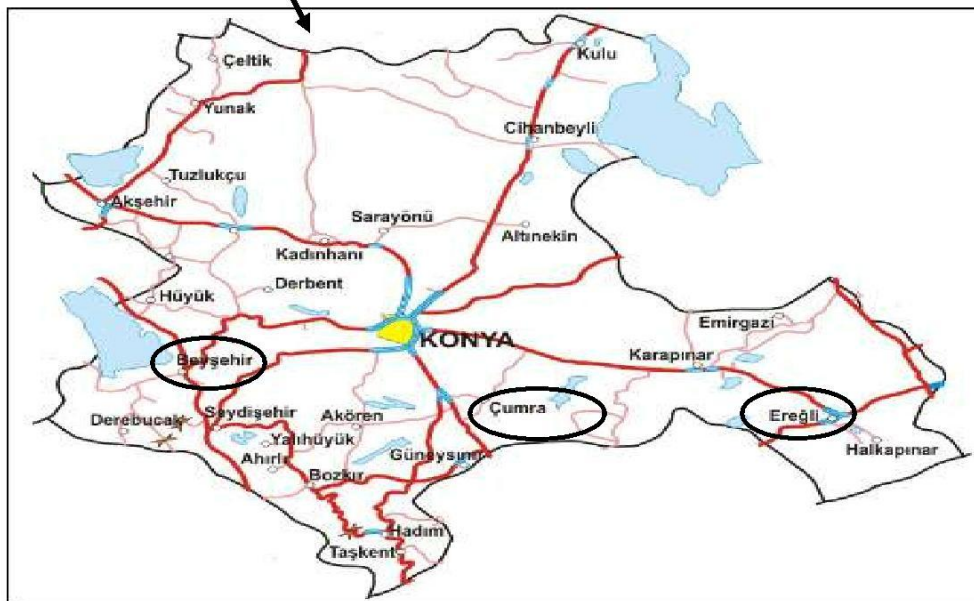 Kulu
Çeltik
Yunak
Cihanbeyli
Tuzlukçu
Akşehir
Sarayönü
Altınekin
Kadınhanı
Derbent
Hüyük
Emirgazi
KONYA
Karapınar
Beyşehir
Çumra
Ereğli
Derebucak
Seydişehir
Akören
Yalıhüyük
Halkapınar
Ahırlı
Güneysınır
Bozkır
Hadım
Taşkent